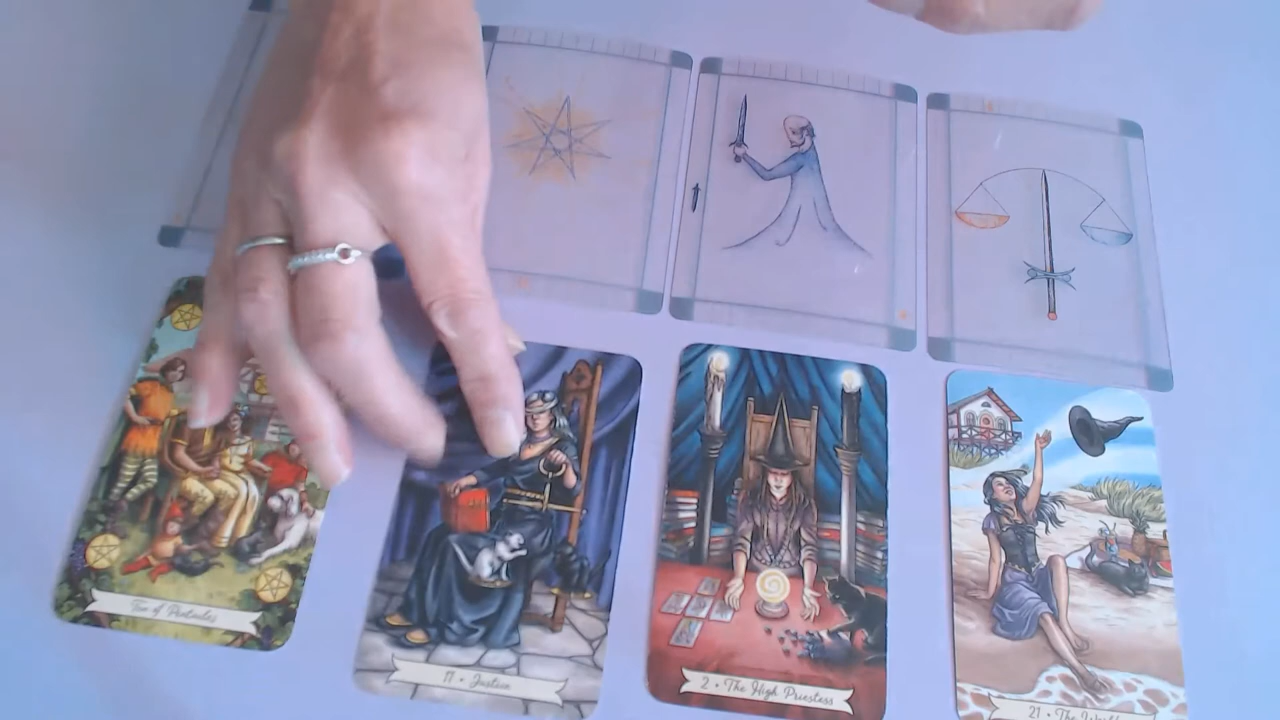 Ten of Pentacles
11 • Justice
2 • The High Priestess
21 • The World